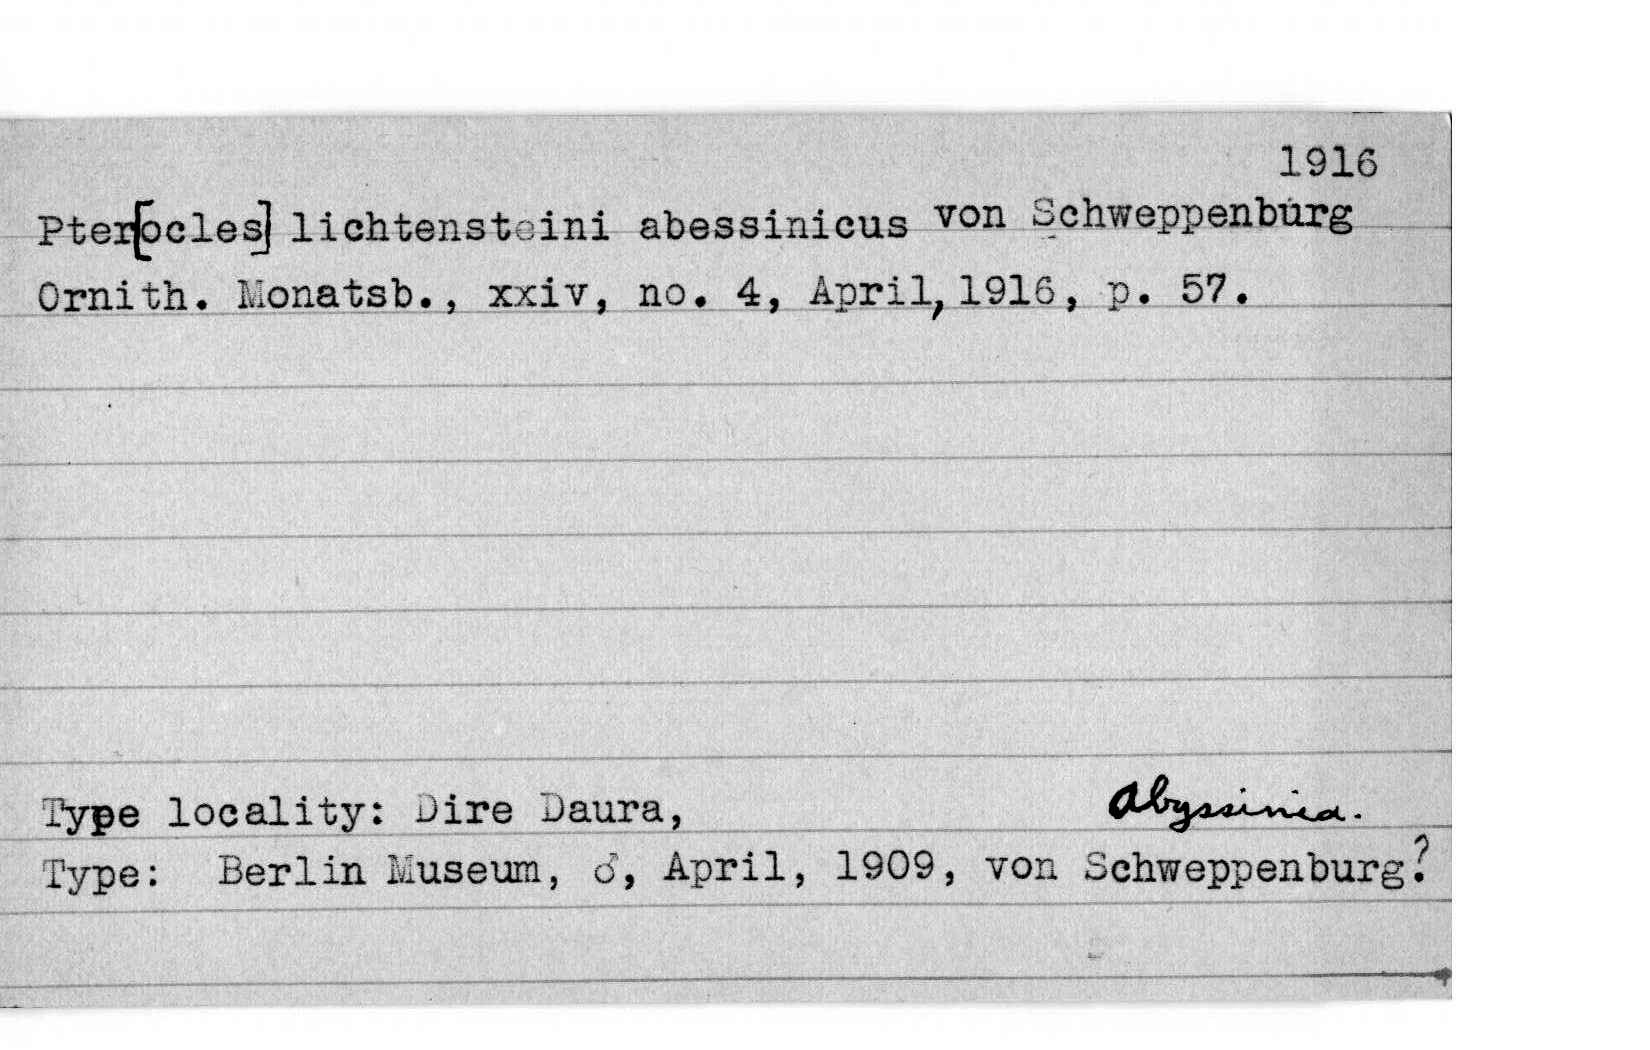 1916
Pter[ocles] lichtensteini abessinicus von Schweppenburg
Ornith. Monatsb., xxiv, no. 4, April, 1916, p. 57.
Type locality: Dire Daura, Abyssinia.
Type: Berlin Museum, ♂, April, 1909, von Schweppenburg?